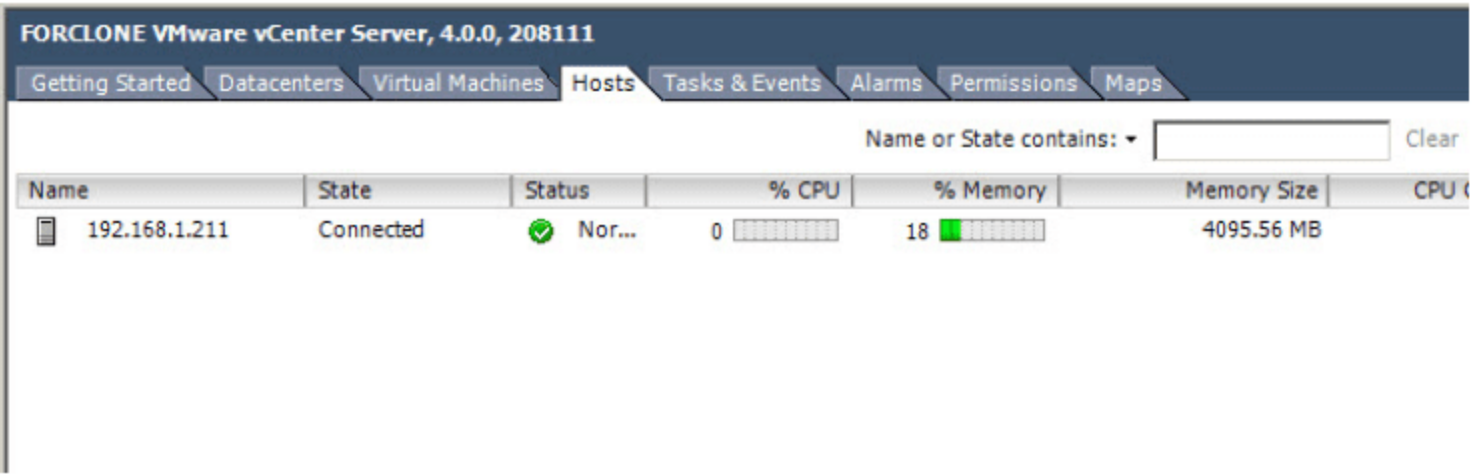 FORCLONE VMware vCenter Server, 4.0.0, 208111
Getting Started Datacenters Virtual Machines Hosts Tasks & Events Alarms Permissions Maps
Name or State contains: Clear
Name State Status % CPU % Memory Memory Size CPU
192.168.1.211 Connected Nor... 0 18 4095.56 MB